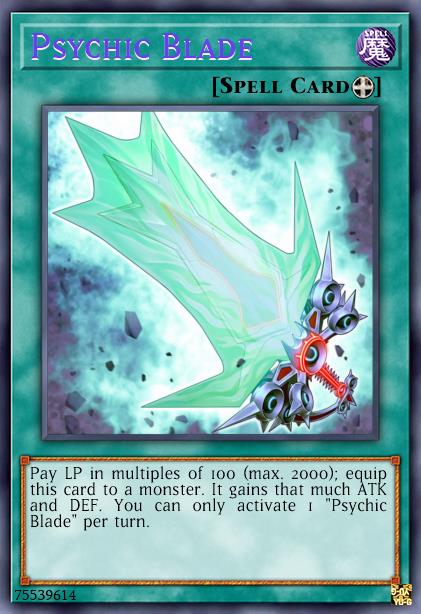 Psychic Blade
SPELL
魔
[Spell Card]
Pay LP in multiples of 100 (max. 2000); equip
this card to a monster. It gains that much ATK
and DEF. You can only activate 1 "Psychic
Blade" per turn.
75539614